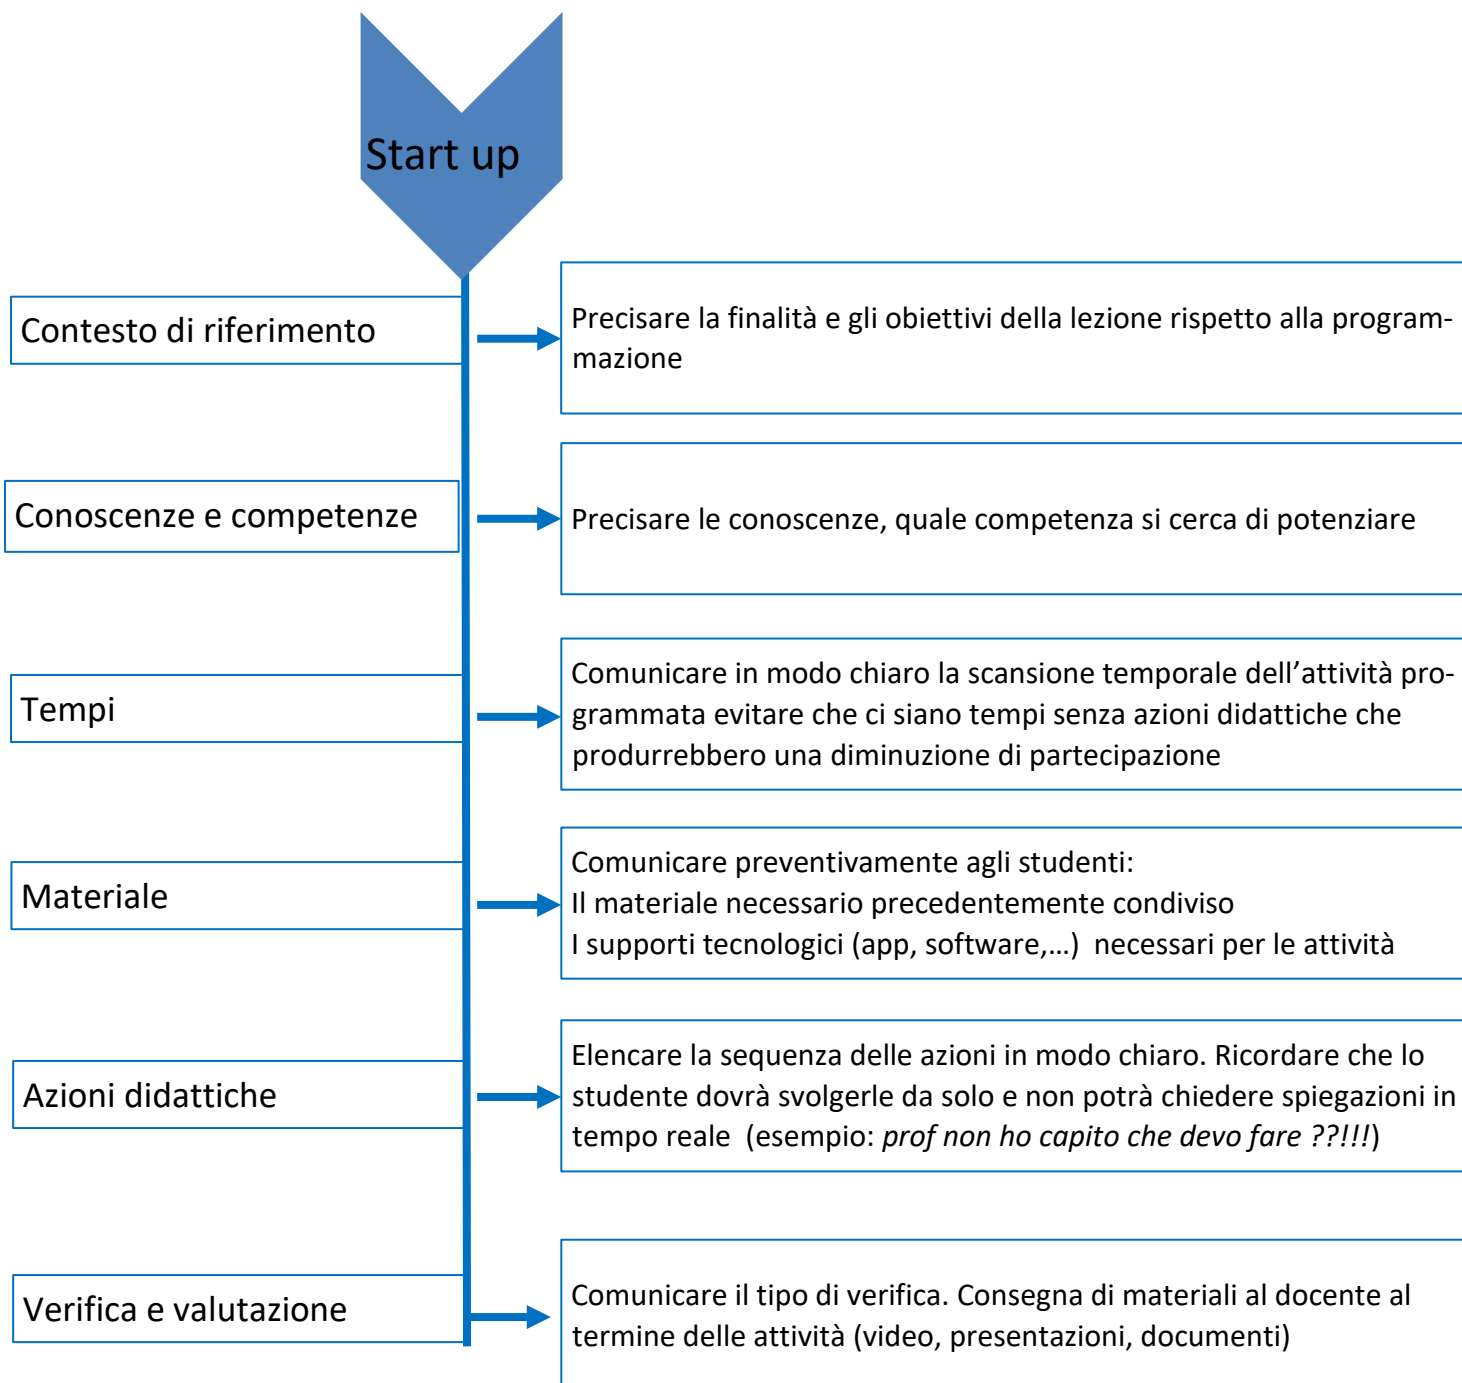 Start up
Contesto di riferimento
Precisare la finalità e gli obiettivi della lezione rispetto alla program-
mazione
Conoscenze e competenze
Precisare le conoscenze, quale competenza si cerca di potenziare
Tempi
Comunicare in modo chiaro la scansione temporale dell’attività pro-
grammata evitare che ci siano tempi senza azioni didattiche che
produrrebbero una diminuzione di partecipazione
Materiale
Comunicare preventivamente agli studenti:
Il materiale necessario precedentemente condiviso
I supporti tecnologici (app, software,…)  necessari per le attività
Azioni didattiche
Elencare la sequenza delle azioni in modo chiaro. Ricordare che lo
studente dovrà svolgerle da solo e non potrà chiedere spiegazioni in
tempo reale  (esempio: prof non ho capito che devo fare ??!!!)
Verifica e valutazione
Comunicare il tipo di verifica. Consegna di materiali al docente al
termine delle attività (video, presentazioni, documenti)